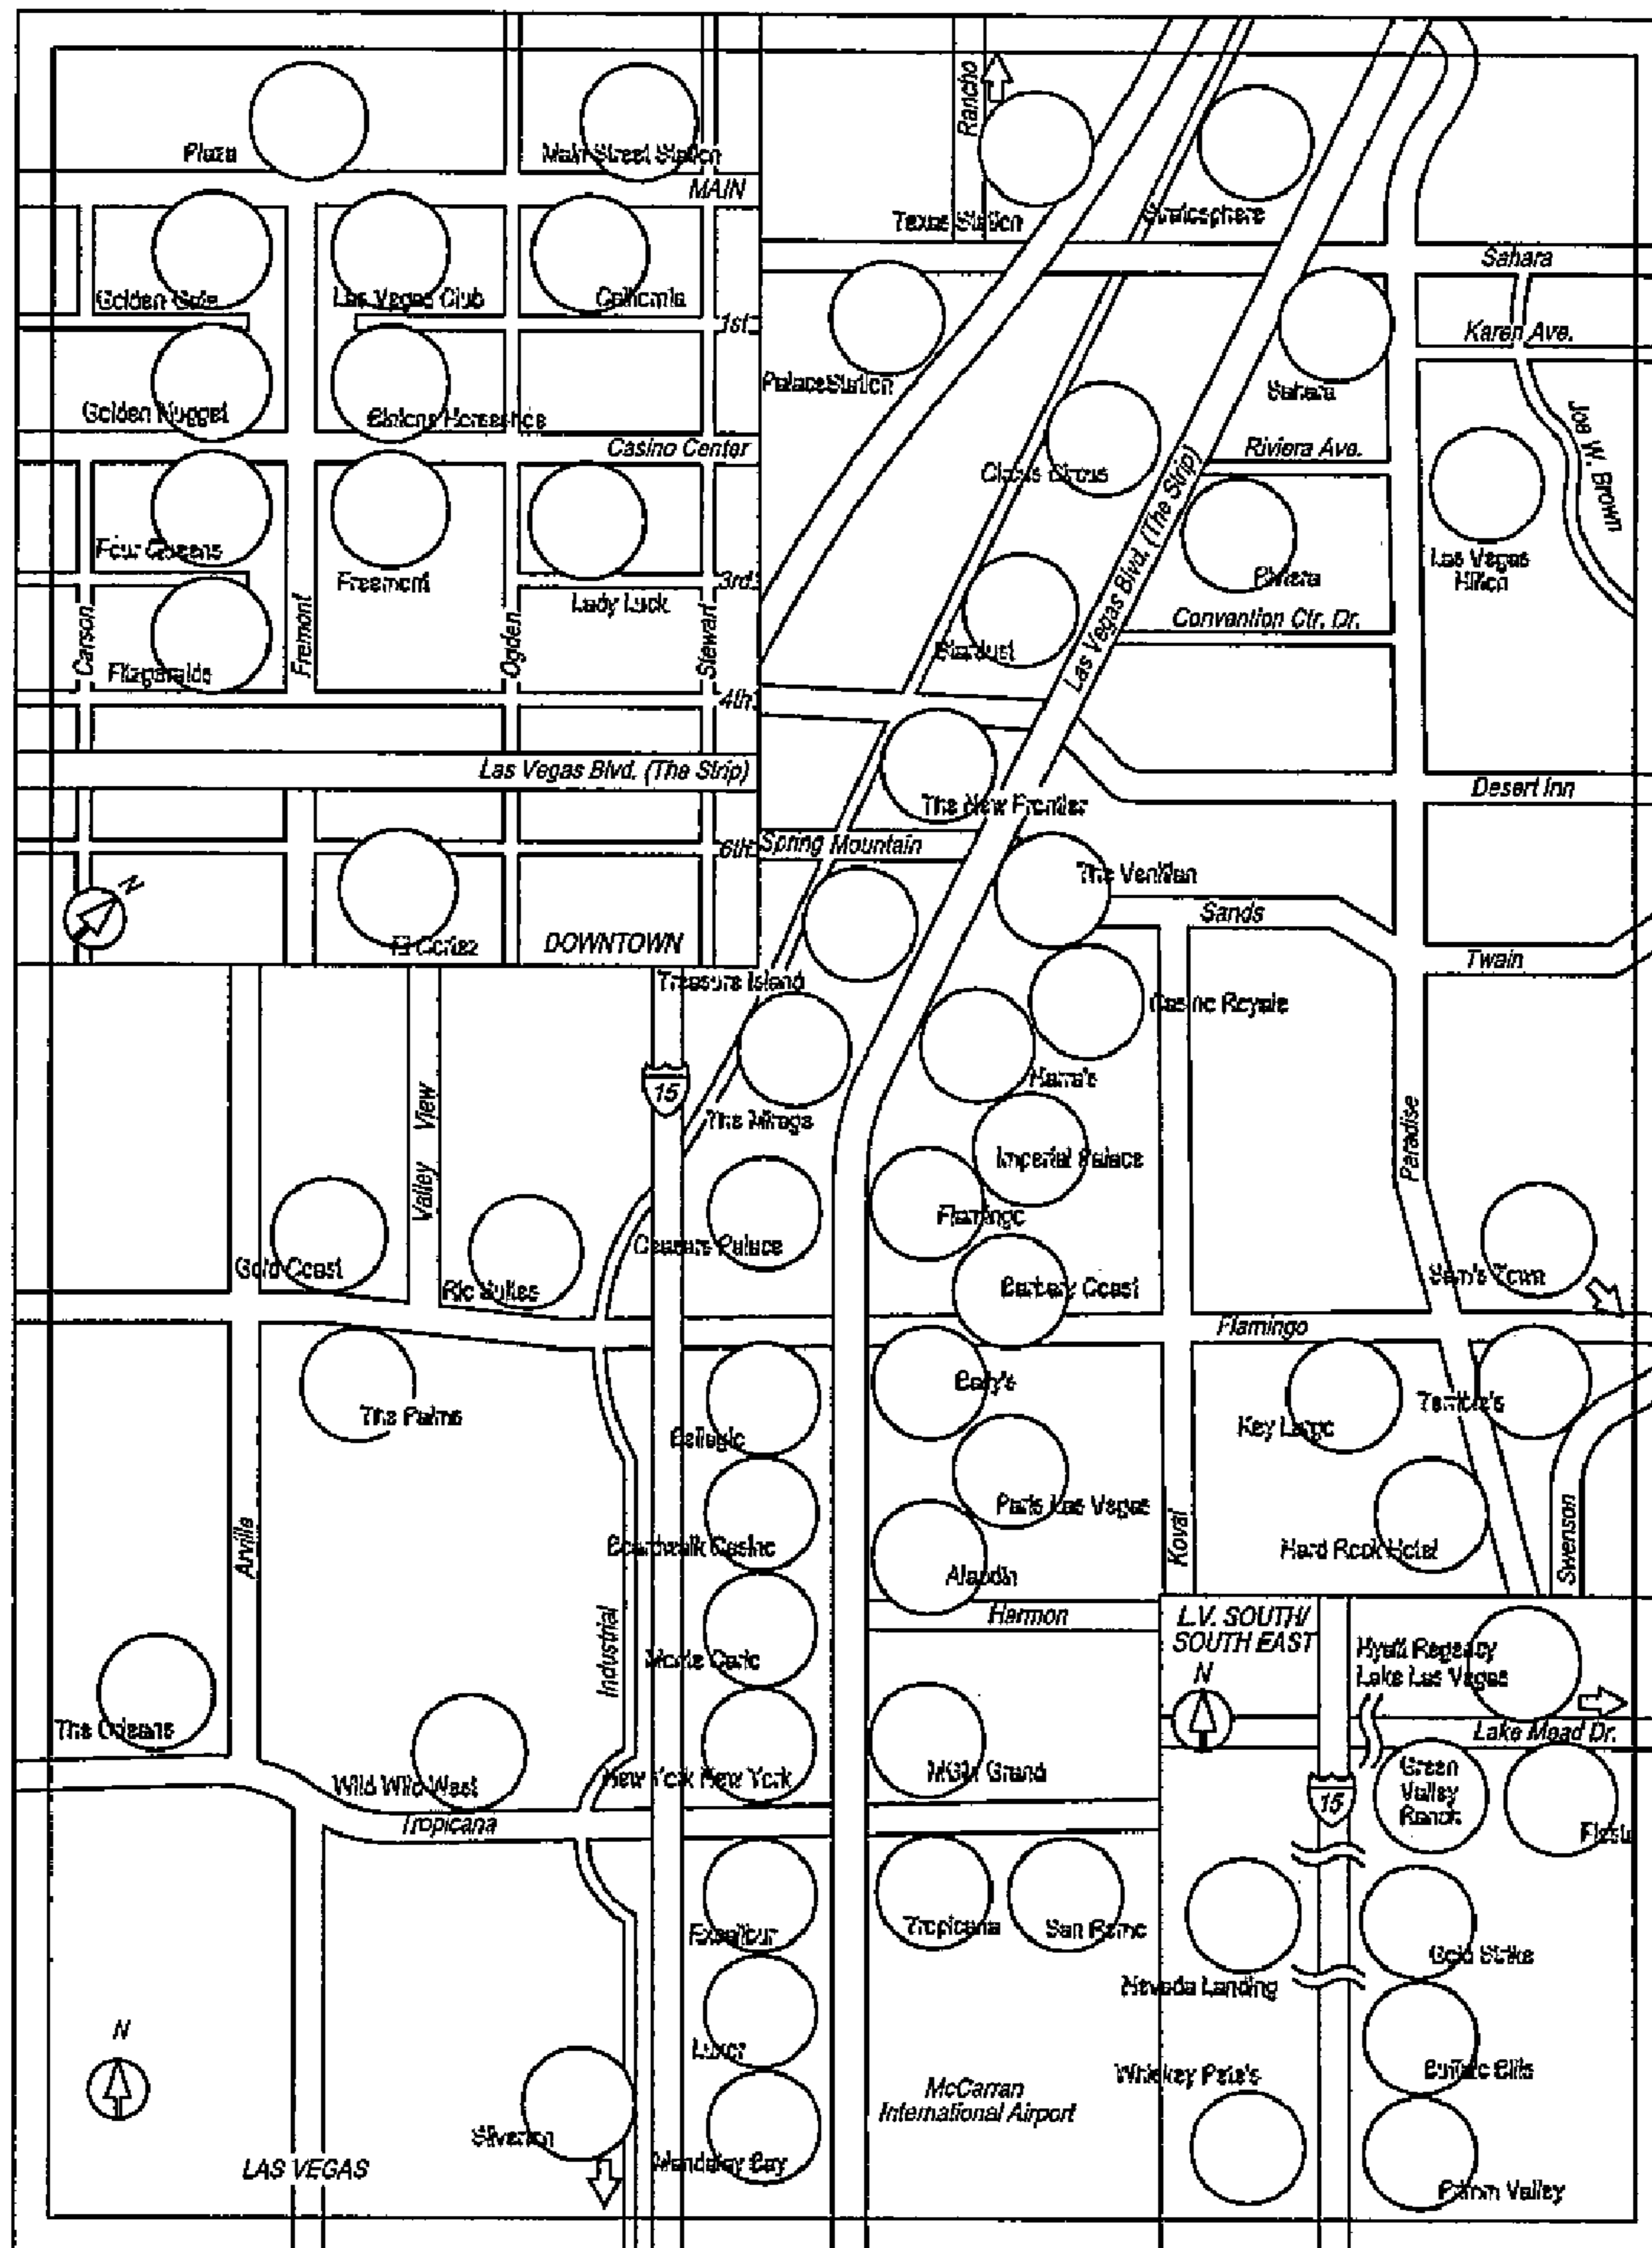 Plaza
Main Street Station
MAIN
Rancho
Texas Station
Stratosphere
Sahara
Golden Gate
Las Vegas Club
California
1st
Palace Station
Sahara
Karen Ave.
Joe W. Brown
Golden Nugget
Binions Horseshoe
Casino Center
Circus Circus
Riviera Ave.
Four Queens
Freemont
Lady Luck
3rd
Riviera
Las Vegas
Hilton
Convention Ctr. Dr.
Stardust
Las Vegas Blvd. (The Strip)
Fitzgeralds
Carson
Fremont
Ogden
Stewart
4th
Las Vegas Blvd. (The Strip)
The New Frontier
Desert Inn
6th
Spring Mountain
The Venitian
Sands
Twain
N
El Cortez
DOWNTOWN
Treasure Island
Casino Royale
15
The Mirage
Harra's
Imperial Palace
Valley View
Paradise
Gold Coast
Rio Suites
Ceasars Palace
Flamingo
Barbary Coast
Sam's Town
Flamingo
The Palms
Bellagio
Bally's
Key Largo
Terrible's
Paris Las Vegas
Boardwalk Casino
Aladdin
Hard Rock Hotel
Arville
Industrial
Koval
Swenson
Harmon
L.V. SOUTH/
SOUTH EAST
N
Hyatt Regency
Lake Las Vegas
Lake Mead Dr.
Monte Carlo
The Orleans
Wild Wild West
New York New York
MGM Grand
Green
Valley
Ranch
15
Fiesta
Tropicana
Excalibur
Tropicana
San Remo
Gold Strike
Nevada Landing
Luxor
N
Whiskey Pete's
Buffalo Bills
McCarran
International Airport
Silverton
Mandalay Bay
Primm Valley
LAS VEGAS